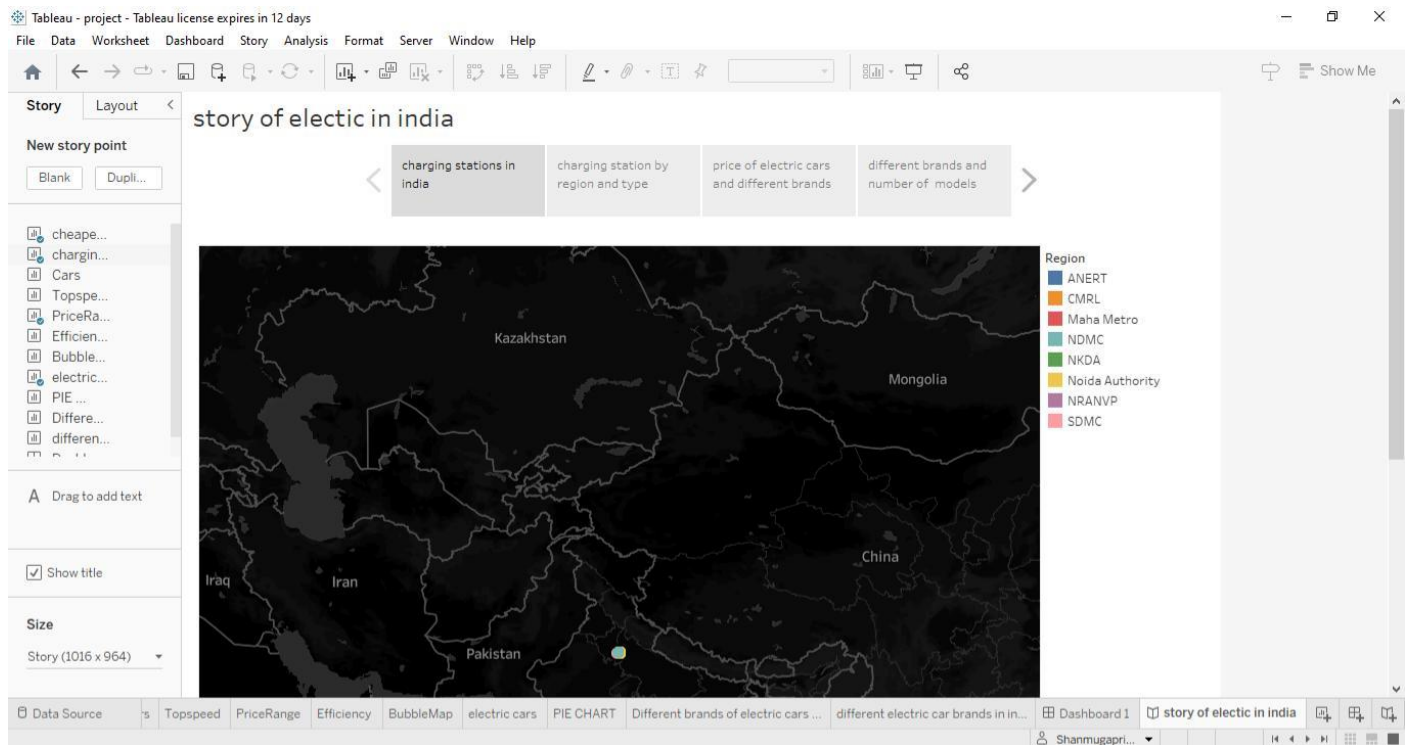 Tableau - project - Tableau license expires in 12 days
File Data Worksheet Dashboard Story Analysis Format Server Window Help
Show Me
Story Layout
New story point
Blank Dupli...
cheape...
chargin...
Cars
Topspe...
PriceRa...
Efficien...
Bubble...
electric...
PIE ...
Differe...
differen...
A Drag to add text
Show title
Size
Story (1016 x 964)
story of electic in india
charging stations in
india
charging station by
region and type
price of electric cars
and different brands
different brands and
number of models
Kazakhstan
Mongolia
China
Iraq
Iran
Pakistan
Region
ANERT
CMRL
Maha Metro
NDMC
NKDA
Noida Authority
NRANVP
SDMC
Data Source 's Topspeed PriceRange Efficiency BubbleMap electric cars PIE CHART Different brands of electric cars ... different electric car brands in in... Dashboard 1 story of electic in india
Shanmugapri...